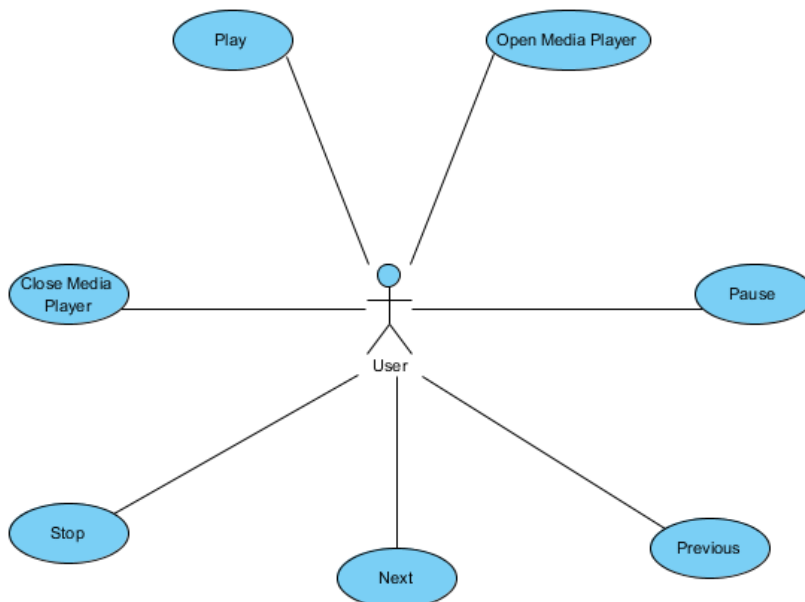 Play
Open Media Player
Close Media
Player
Pause
User
Stop
Next
Previous